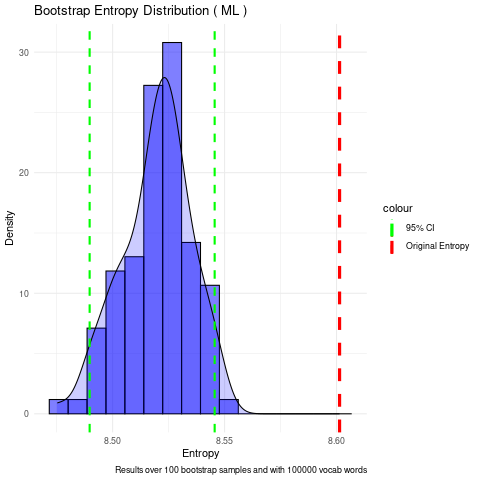 Bootstrap Entropy Distribution ( ML )
30
20
10
0
Density
8.50
8.55
8.60
Entropy
colour
95% CI
Original Entropy
Results over 100 bootstrap samples and with 100000 vocab words